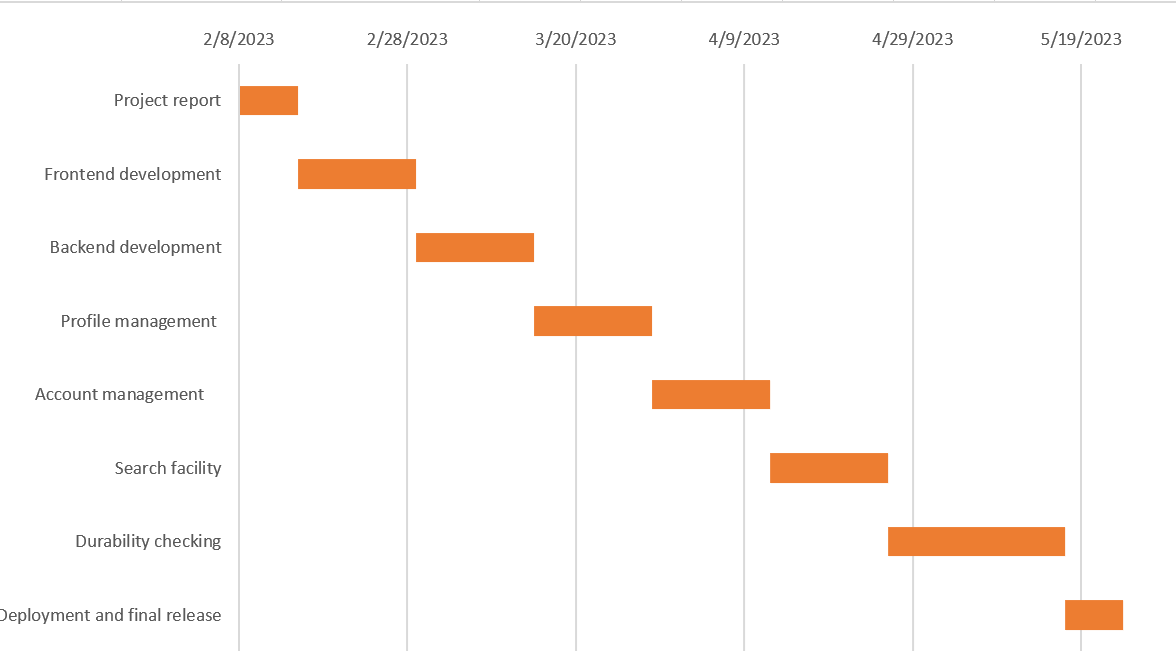 2/8/2023 2/28/2023 3/20/2023 4/9/2023 4/29/2023 5/19/2023
Project report
Frontend development
Backend development
Profile management
Account management
Search facility
Durability checking
Deployment and final release